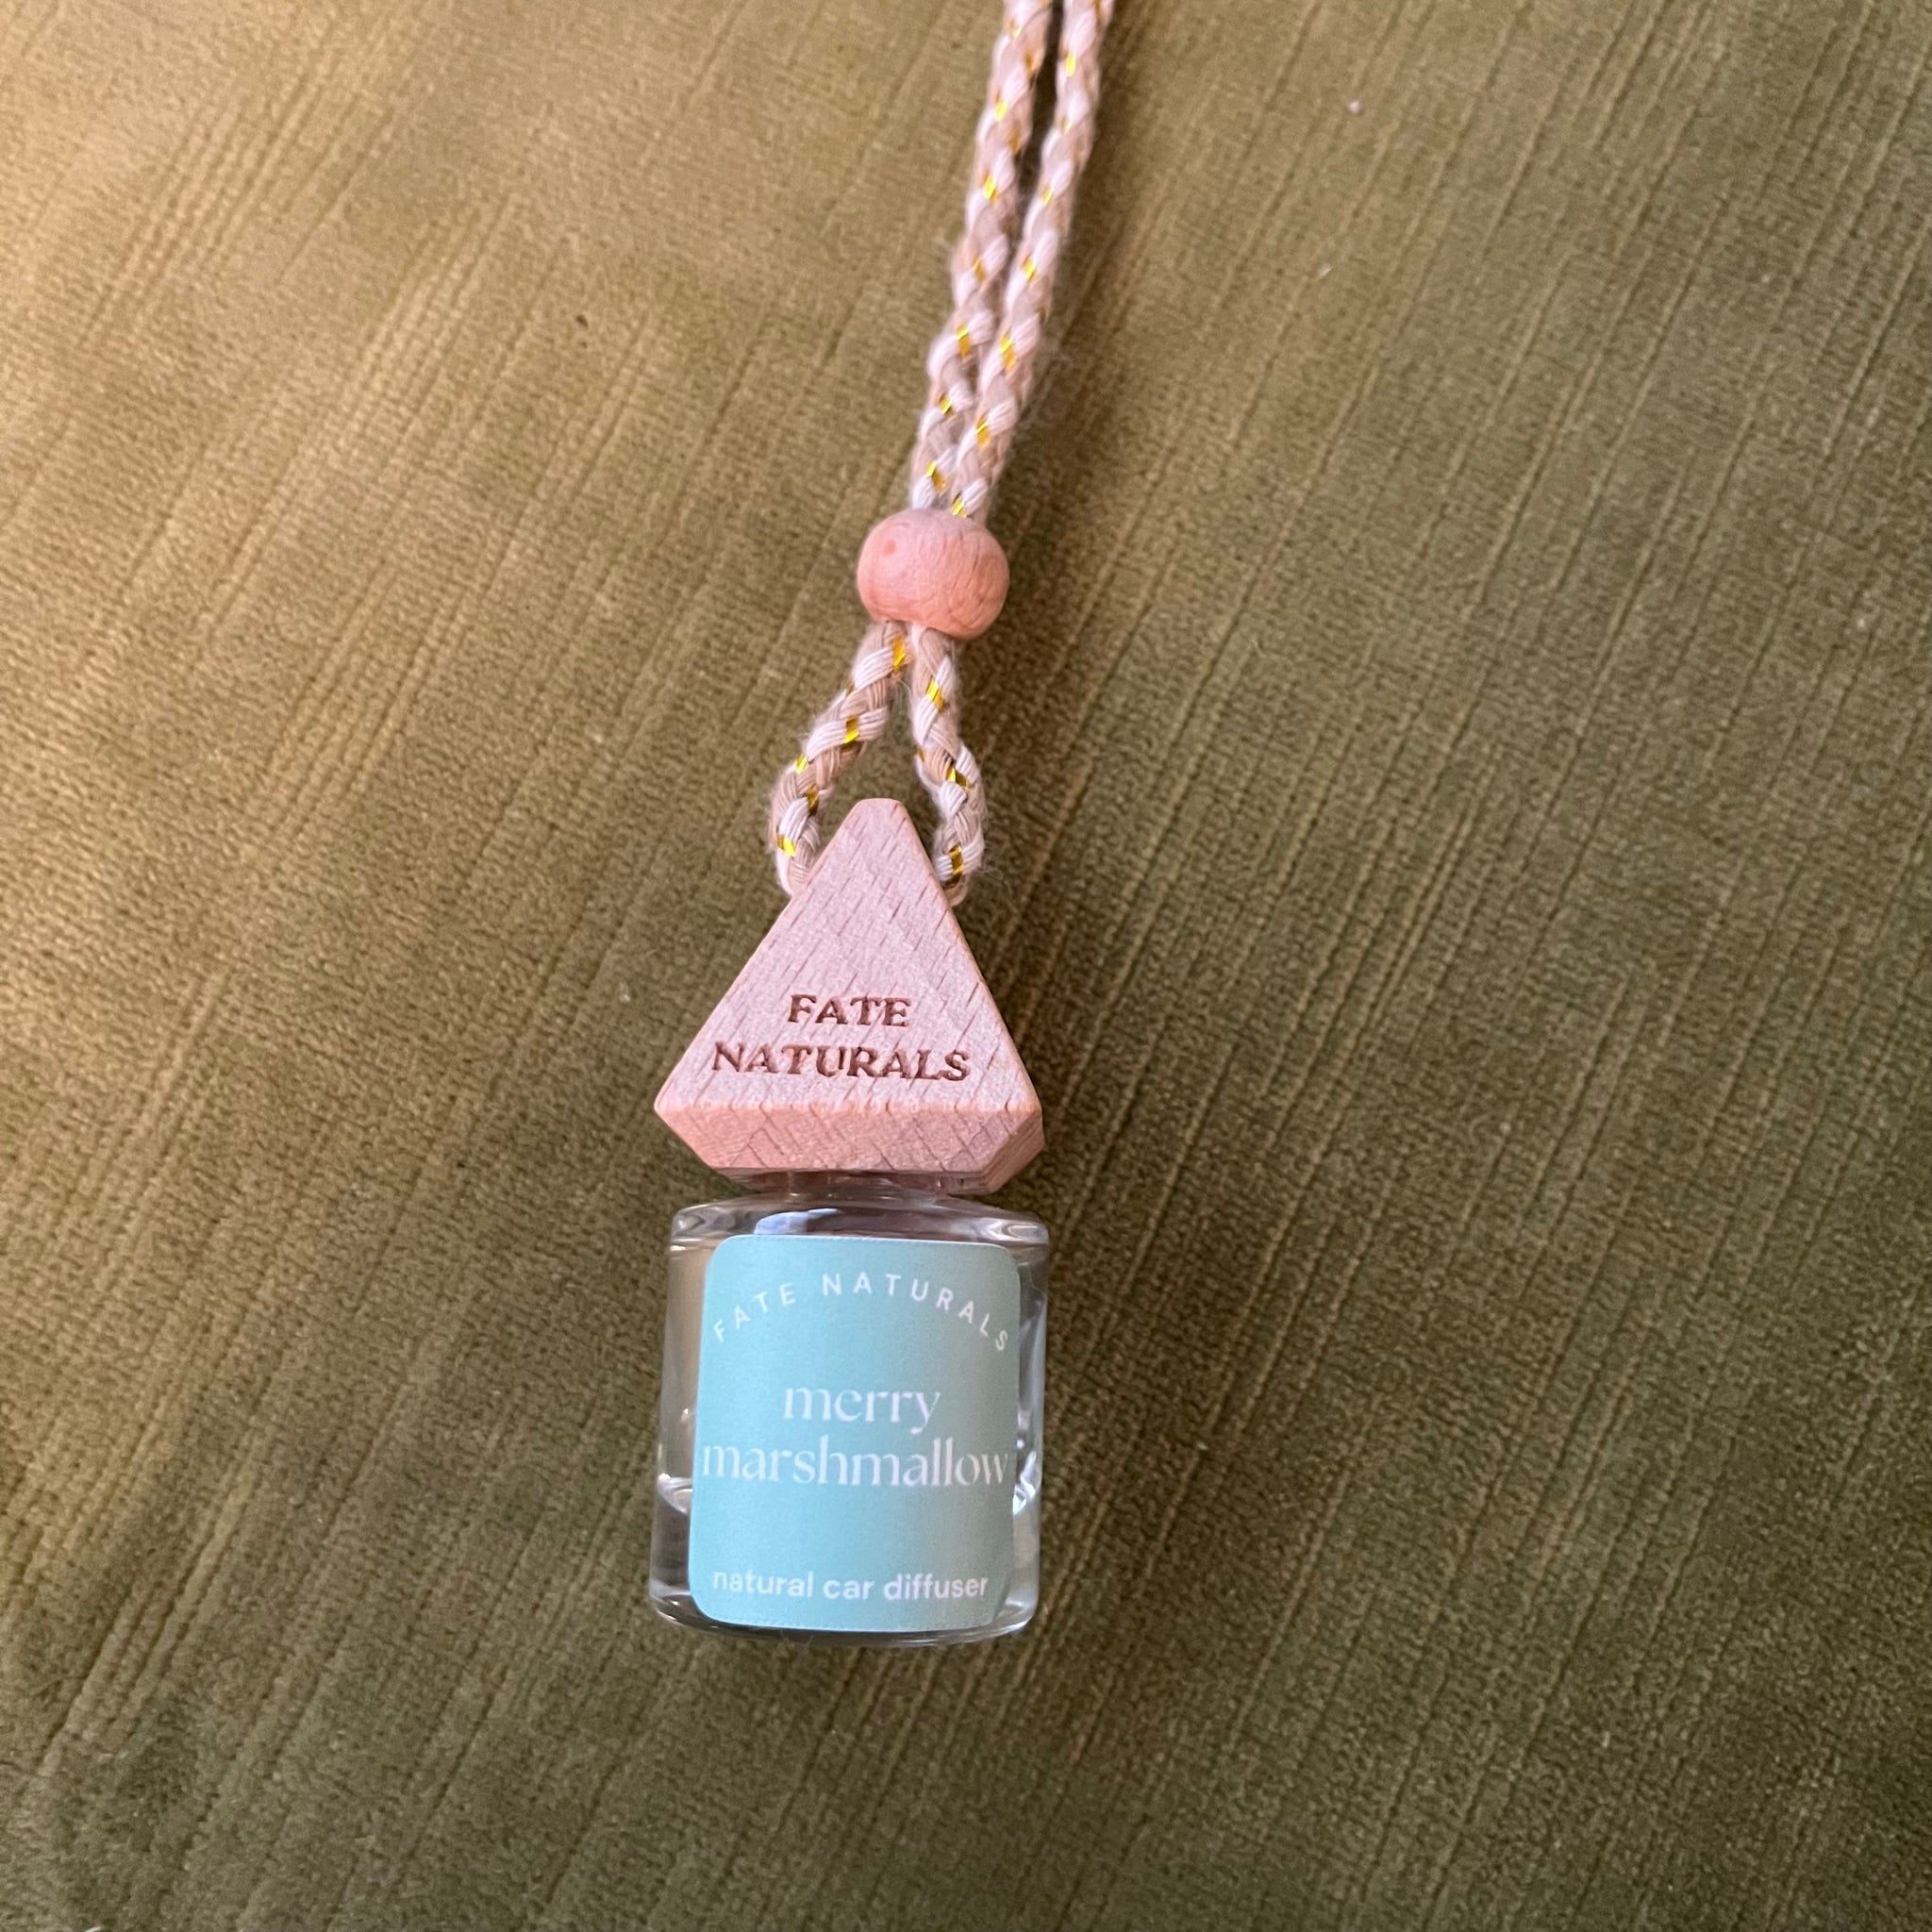 FATE
NATURALS
FATE NATURALS
merry
marshmallow
natural car diffuser